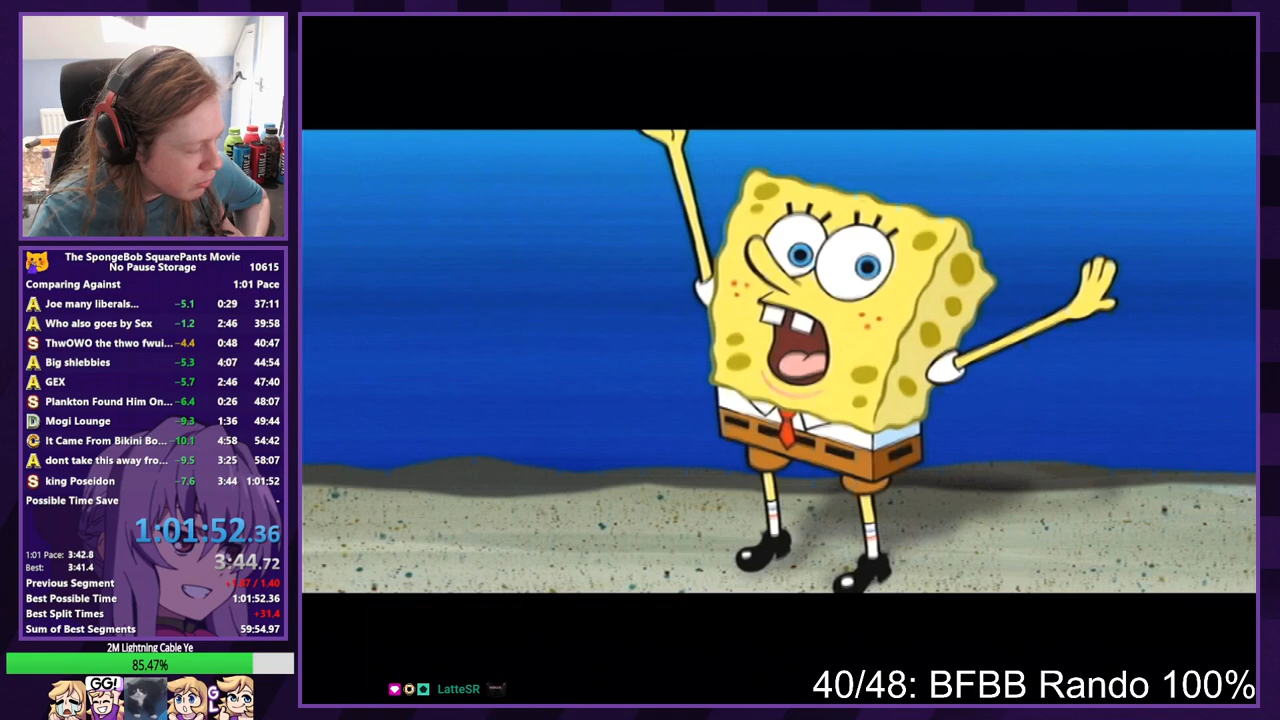 The SpongeBob SquarePants Movie
No Pause Storage 10615
Comparing Against 1:01 Pace
A Joe many liberals... −5.1 0:29 37:11
A Who also goes by Sex −1.2 2:46 39:58
S ThwOWO the thwo fwui... −4.4 0:48 40:47
A Big shlebbies −5.3 4:07 44:54
A GEX −5.7 2:46 47:40
S Plankton Found Him On... −6.4 0:26 48:07
D Mogi Lounge −9.3 1:36 49:44
C It Came From Bikini Bo... −10.1 4:58 54:42
A dont take this away fro... −9.5 3:25 58:07
S king Poseidon −7.6 3:44 1:01:52
Possible Time Save -
1:01:52.36
1:01 Pace: 3:42.8
Best: 3:41.4
3:44.72
Previous Segment / 1.40
Best Possible Time 1:01:52.36
Best Split Times +31.4
Sum of Best Segments 59:54.97
2M Lightning Cable Ye
85.47%
GG!
GL
LatteSR
40/48: BFBB Rando 100%